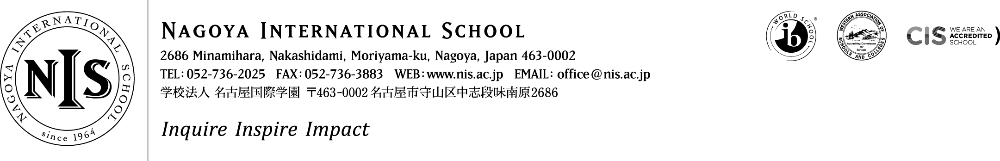 NAGOYA INTERNATIONAL SCHOOL
NIS
since 1964
NAGOYA INTERNATIONAL SCHOOL
2686 Minamihara, Nakashidami, Moriyama-ku, Nagoya, Japan 463-0002
TEL: 052-736-2025 FAX: 052-736-3883 WEB: www.nis.ac.jp EMAIL: office@nis.ac.jp
学校法人 名古屋国際学園 〒463-0002 名古屋市守山区中志段味南原2686
Inquire Inspire Impact
WORLD SCHOOL ®
ib
WESTERN ASSOCIATION OF SCHOOLS AND COLLEGES
Accrediting Commission
for
Schools
CIS
WE ARE AN
ACCREDITED
SCHOOL